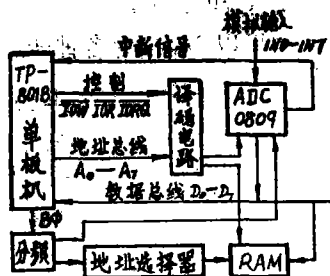 模拟输入
IN0-IN7
中断信号
TP-
801B
单
板
机
控制
IOW IOR IORQ
译
码
电
路
ADC
0809
地址总线
A₀-A₇
数据总线 D₀-D₇
BΦ
分频
地址选择器
RAM